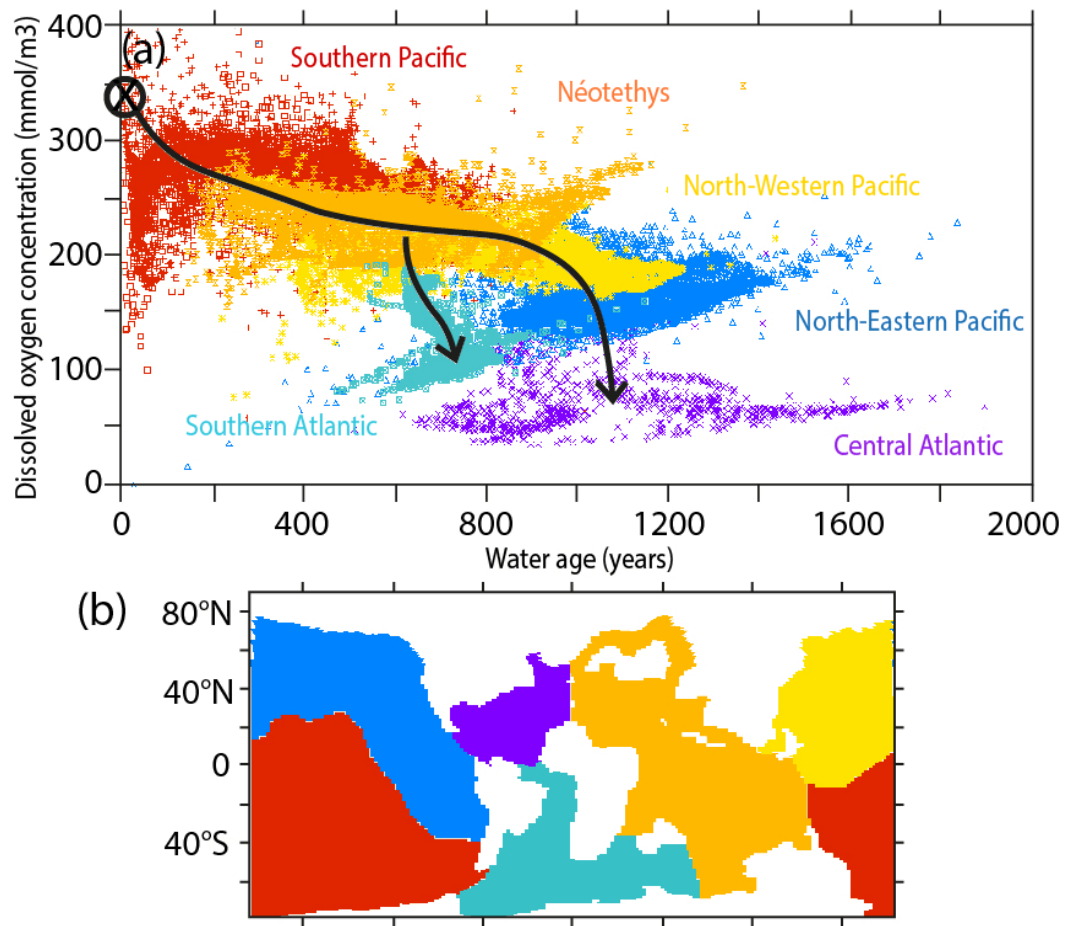 (a)
Dissolved oxygen concentration (mmol/m3)
400
300
200
100
0
Southern Pacific
Néotethys
North-Western Pacific
North-Eastern Pacific
Southern Atlantic
Central Atlantic
0 400 800 1200 1600 2000
Water age (years)
(b)
80°N
40°N
0
40°S